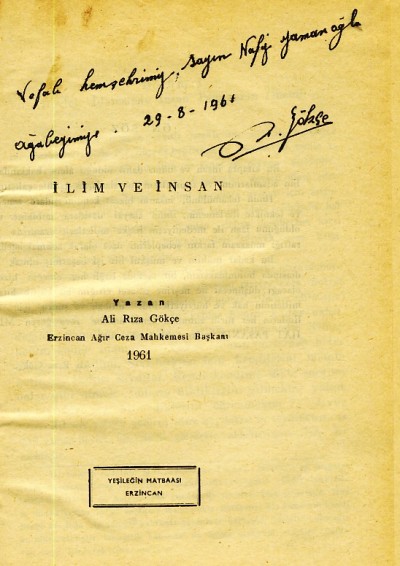 Vefalı hemşehrimiz, sayın Nafiz Yamanoğlu
Ağabeyimize. 29-8-1961
A. R. Gökçe
İLİM VE İNSAN
Yazan
Ali Rıza Gökçe
Erzincan Ağır Ceza Mahkemesi Başkanı
1961
YEŞİLEĞİN MATBAASI
ERZİNCAN